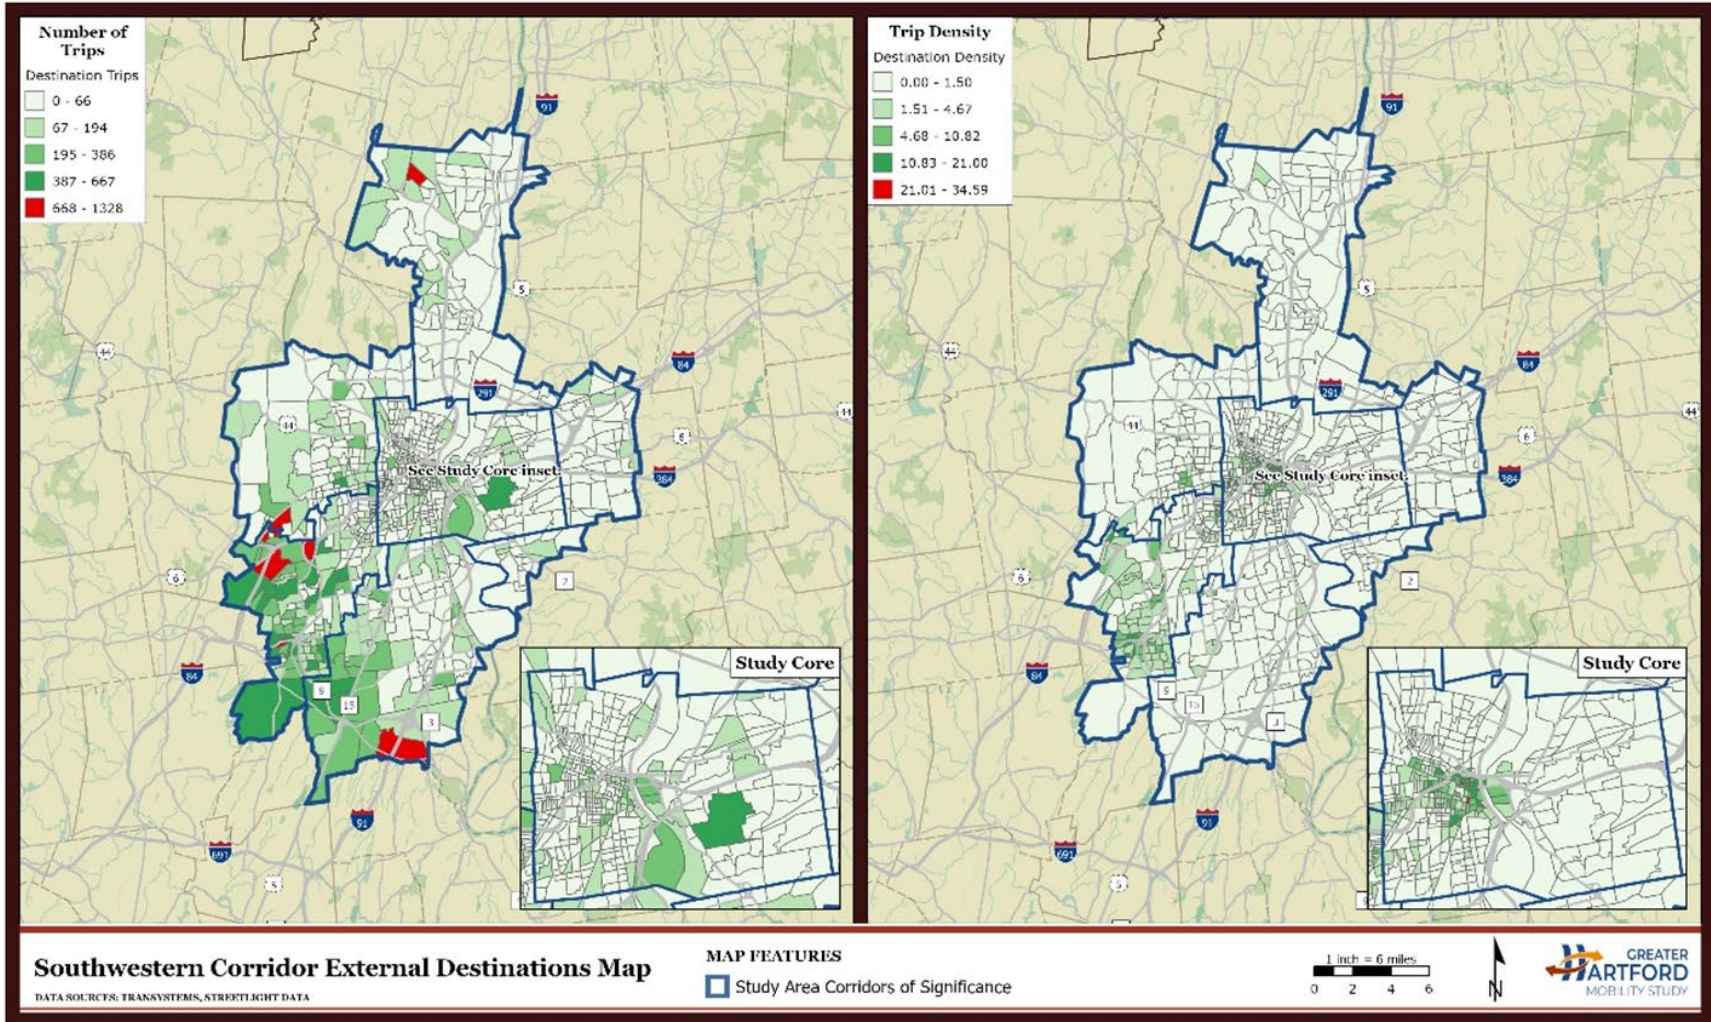 Number of
Trips
Destination Trips
0 - 66
67 - 194
195 - 386
387 - 667
668 - 1328
91
5
44
84
291
44
44
6
384
See Study Core inset.
6
2
84
9
15
3
91
691
5
Study Core
Trip Density
Destination Density
0.00 - 1.50
1.51 - 4.67
4.68 - 10.82
10.83 - 21.00
21.01 - 34.59
91
5
44
84
291
44
44
6
384
See Study Core inset.
6
2
84
9
15
3
91
691
5
Study Core
Southwestern Corridor External Destinations Map
DATA SOURCES: TRANSYSTEMS, STREETLIGHT DATA
MAP FEATURES
Study Area Corridors of Significance
1 inch = 6 miles
0 2 4 6
N
GREATER
HARTFORD
MOBILITY STUDY